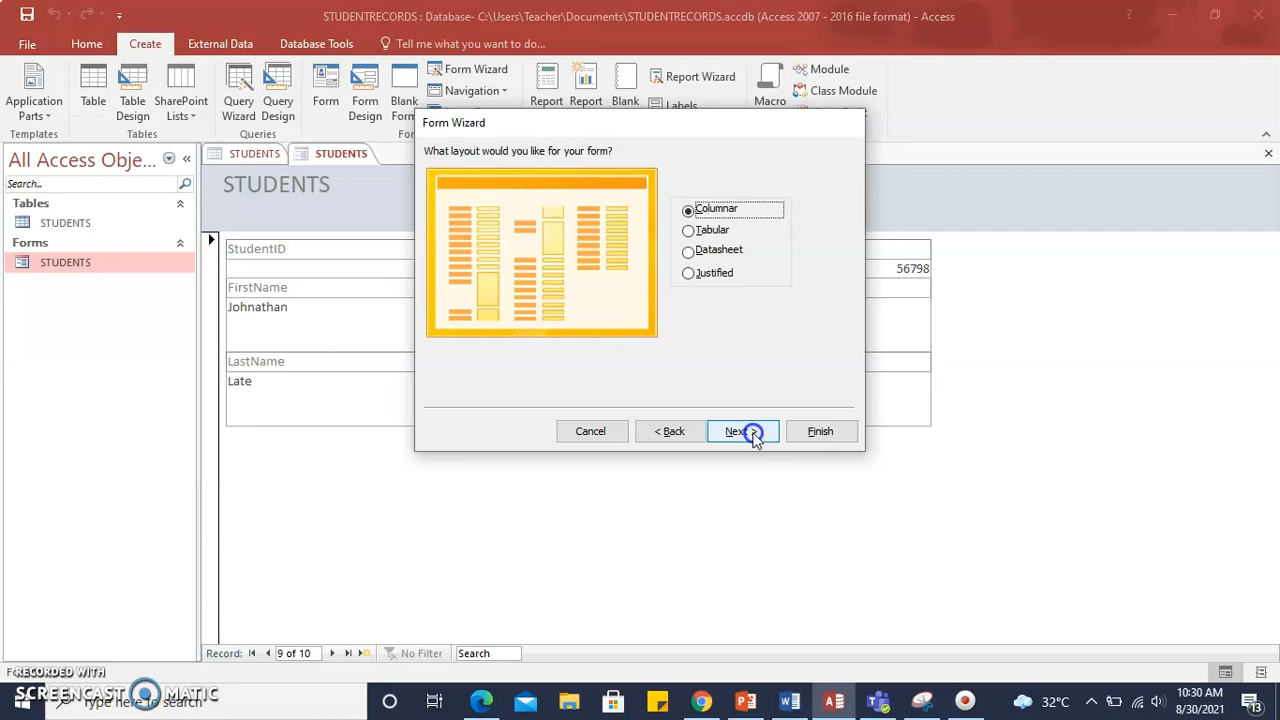 STUDENTRECORDS : Database- C:\Users\Teacher\Documents\STUDENTRECORDS.accdb (Access 2007 - 2016 file format) - Access
File Home Create External Data Database Tools Tell me what you want to do...
Application Parts
Table
Table Design
SharePoint Lists
Query Wizard
Query Design
Form
Form Design
Blank
Form Wizard
Navigation
Report
Report
Blank
Report Wizard
Labels
Macro
Module
Class Module
Templates
Tables
Queries
All Access Obje...
Search...
Tables
STUDENTS
Forms
STUDENTS
STUDENTS
STUDENTS
STUDENTS
StudentID
56798
FirstName
Johnathan
LastName
Late
Form Wizard
What layout would you like for your form?
Columnar
Tabular
Datasheet
Justified
Cancel
< Back
Next >
Finish
Record: 9 of 10 No Filter Search
RECORDED WITH
SCREENCAST MATIC
Type here to search
32°C
10:30 AM
8/30/2021
13